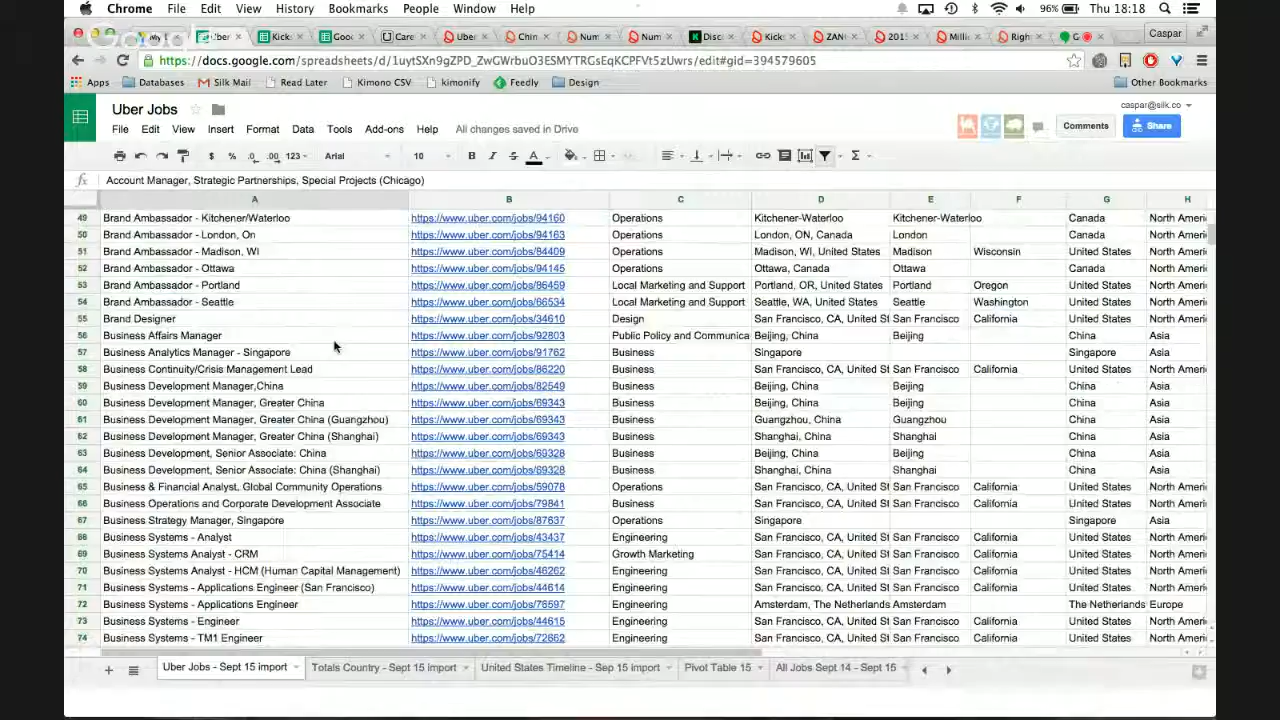 Chrome File Edit View History Bookmarks People Window Help 96% Thu 18:18
Google
Uber Kick Goo Care Uber Chin Num Num Disc Kick ZAN 201 Milli Righ G Caspar
https://docs.google.com/spreadsheets/d/1uytSXn9gZPD_ZwGWrbuO3ESMYTRGsEqKCPFVt5zUwrs/edit#gid=394579605
Apps Databases Silk Mail Read Later Kimono CSV kimonify Feedly Design Other Bookmarks
Uber Jobs caspar@silk.co
File Edit View Insert Format Data Tools Add-ons Help All changes saved in Drive Comments Share
$ % .0 .00 123 Arial 10 B I S A Σ
fx Account Manager, Strategic Partnerships, Special Projects (Chicago)
A B C D E F G H
49 Brand Ambassador - Kitchener/Waterloo https://www.uber.com/jobs/94160 Operations Kitchener-Waterloo Kitchener-Waterloo Canada North Ameri
50 Brand Ambassador - London, On https://www.uber.com/jobs/94163 Operations London, ON, Canada London Canada North Ameri
51 Brand Ambassador - Madison, WI https://www.uber.com/jobs/84409 Operations Madison, WI, United States Madison Wisconsin United States North Ameri
52 Brand Ambassador - Ottawa https://www.uber.com/jobs/94145 Operations Ottawa, Canada Ottawa Canada North Ameri
53 Brand Ambassador - Portland https://www.uber.com/jobs/86459 Local Marketing and Support Portland, OR, United States Portland Oregon United States North Ameri
54 Brand Ambassador - Seattle https://www.uber.com/jobs/66534 Local Marketing and Support Seattle, WA, United States Seattle Washington United States North Ameri
55 Brand Designer https://www.uber.com/jobs/34610 Design San Francisco, CA, United St San Francisco California United States North Ameri
56 Business Affairs Manager https://www.uber.com/jobs/92803 Public Policy and Communica Beijing, China Beijing China Asia
57 Business Analytics Manager - Singapore https://www.uber.com/jobs/91762 Business Singapore Singapore Asia
58 Business Continuity/Crisis Management Lead https://www.uber.com/jobs/86220 Business San Francisco, CA, United St San Francisco California United States North Ameri
59 Business Development Manager,China https://www.uber.com/jobs/82549 Business Beijing, China Beijing China Asia
60 Business Development Manager, Greater China https://www.uber.com/jobs/69343 Business Beijing, China Beijing China Asia
61 Business Development Manager, Greater China (Guangzhou) https://www.uber.com/jobs/69343 Business Guangzhou, China Guangzhou China Asia
62 Business Development Manager, Greater China (Shanghai) https://www.uber.com/jobs/69343 Business Shanghai, China Shanghai China Asia
63 Business Development, Senior Associate: China https://www.uber.com/jobs/69328 Business Beijing, China Beijing China Asia
64 Business Development, Senior Associate: China (Shanghai) https://www.uber.com/jobs/69328 Business Shanghai, China Shanghai China Asia
65 Business & Financial Analyst, Global Community Operations https://www.uber.com/jobs/59078 Operations San Francisco, CA, United St San Francisco California United States North Ameri
66 Business Operations and Corporate Development Associate https://www.uber.com/jobs/79841 Business San Francisco, CA, United St San Francisco California United States North Ameri
67 Business Strategy Manager, Singapore https://www.uber.com/jobs/87637 Operations Singapore Singapore Asia
68 Business Systems - Analyst https://www.uber.com/jobs/43437 Engineering San Francisco, CA, United St San Francisco California United States North Ameri
69 Business Systems Analyst - CRM https://www.uber.com/jobs/75414 Growth Marketing San Francisco, CA, United St San Francisco California United States North Ameri
70 Business Systems Analyst - HCM (Human Capital Management) https://www.uber.com/jobs/46262 Engineering San Francisco, CA, United St San Francisco California United States North Ameri
71 Business Systems - Applications Engineer (San Francisco) https://www.uber.com/jobs/44614 Engineering San Francisco, CA, United St San Francisco California United States North Ameri
72 Business Systems - Applications Engineer https://www.uber.com/jobs/76597 Engineering Amsterdam, The Netherlands Amsterdam The Netherlands Europe
73 Business Systems - Engineer https://www.uber.com/jobs/44615 Engineering San Francisco, CA, United St San Francisco California United States North Ameri
74 Business Systems - TM1 Engineer https://www.uber.com/jobs/72662 Engineering San Francisco, CA, United St San Francisco California United States North Ameri
Uber Jobs - Sept 15 import Totals Country - Sept 15 import United States Timeline - Sep 15 import Pivot Table 15 All Jobs Sept 14 - Sept 15